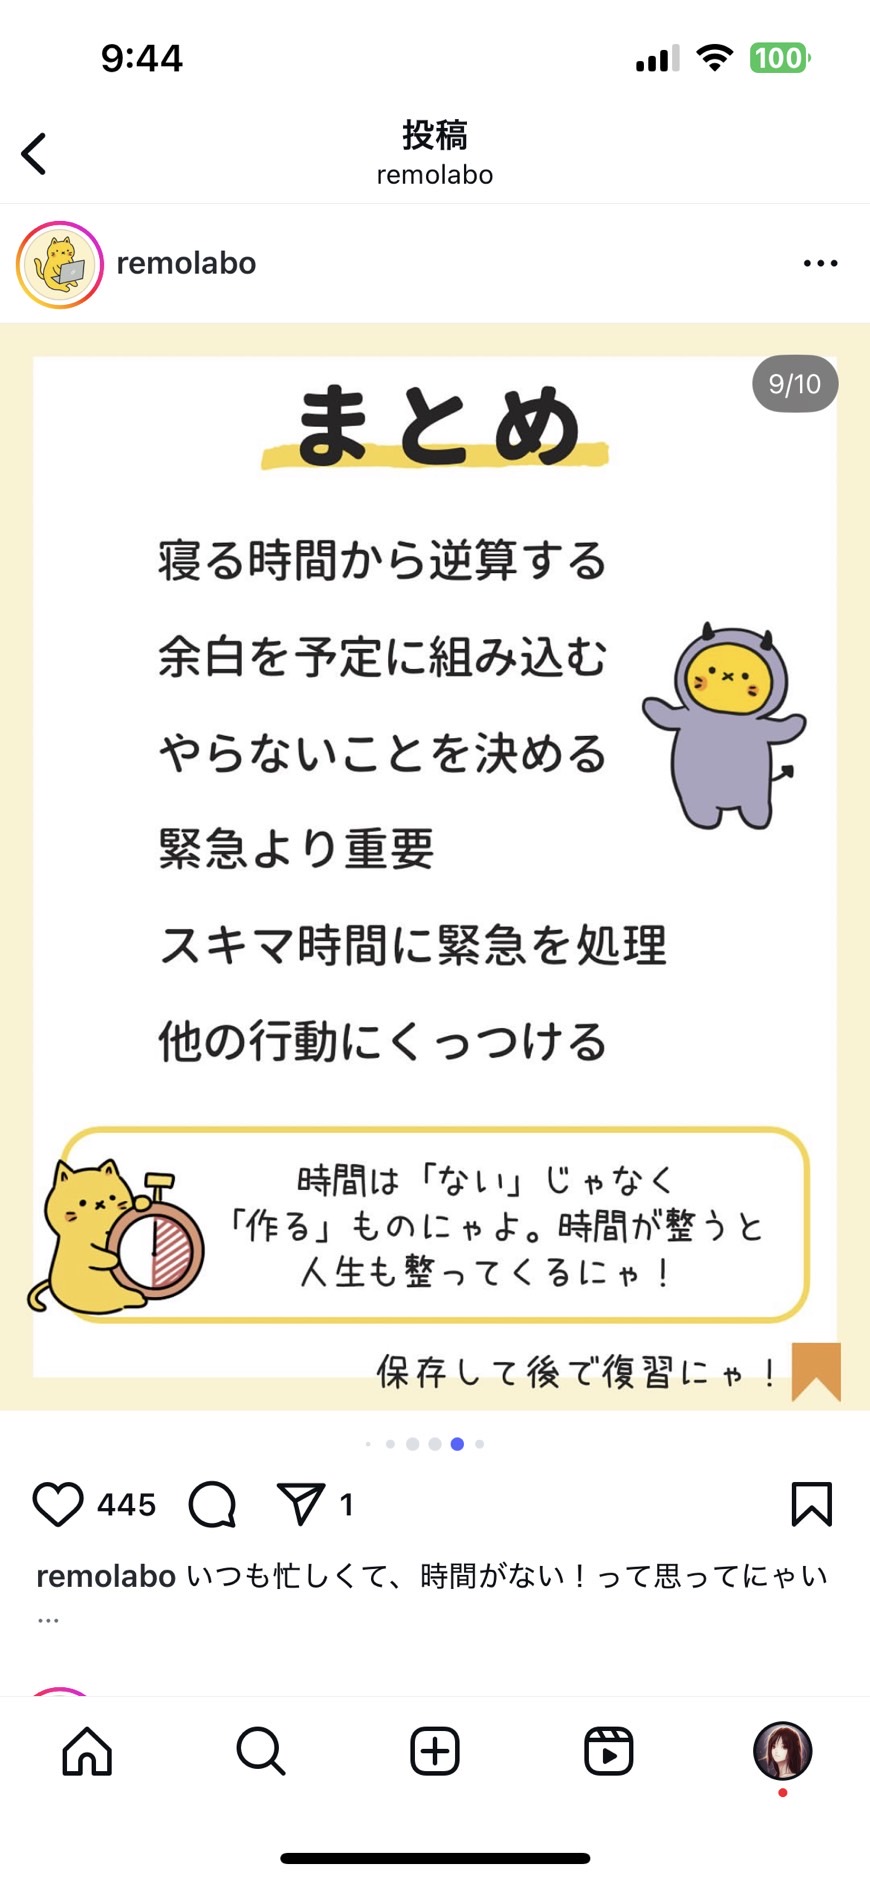 9:44
100
投稿
remolabo
remolabo
9/10
まとめ
寝る時間から逆算する
余白を予定に組み込む
やらないことを決める
緊急より重要
スキマ時間に緊急を処理
他の行動にくっつける
時間は「ない」じゃなく
「作る」ものにゃよ。時間が整うと
人生も整ってくるにゃ！
保存して後で復習にゃ！
445 1
remolabo いつも忙しくて、時間がない！って思ってにゃい
...